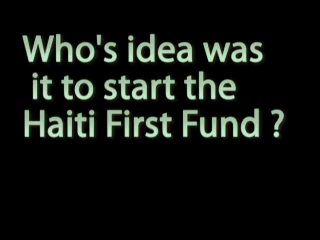 Who's idea was
it to start the
Haiti First Fund ?